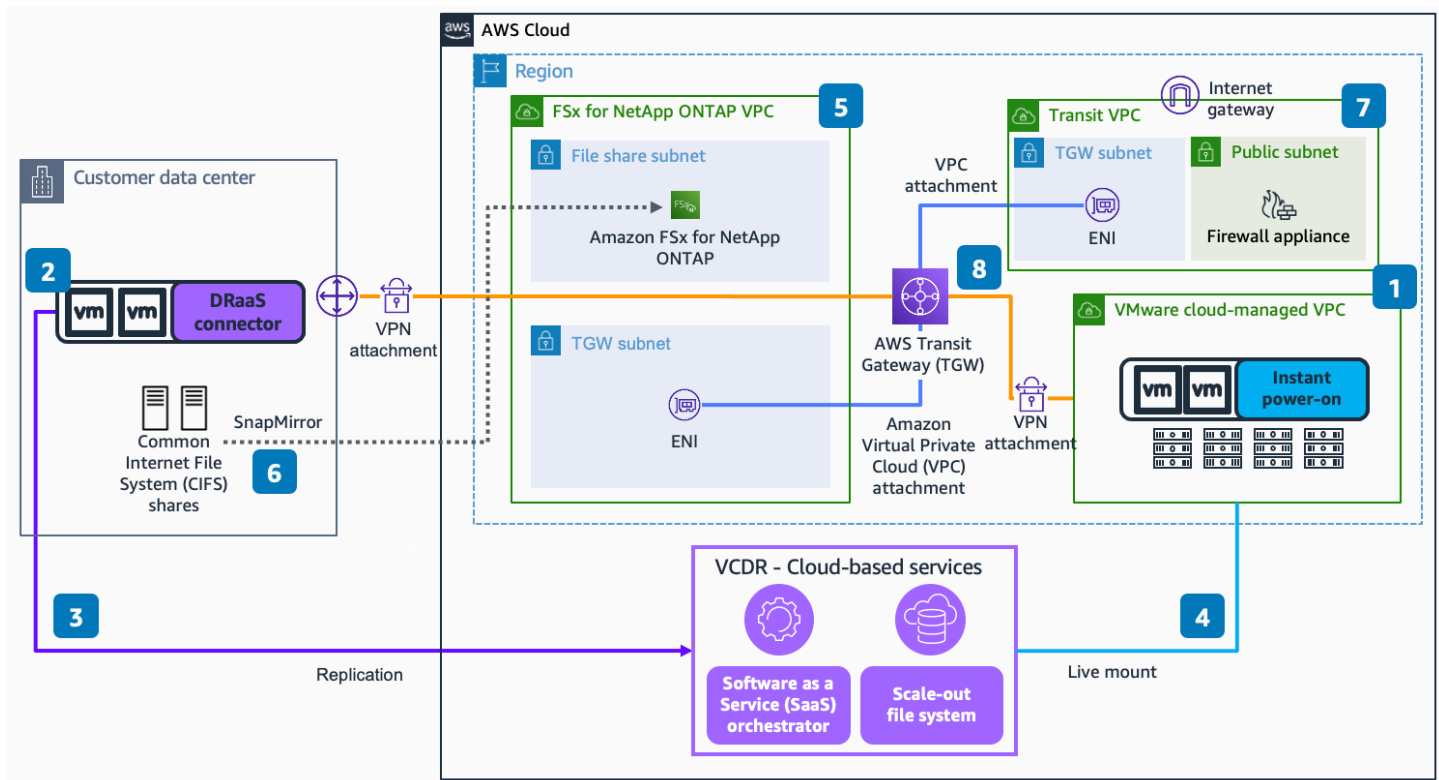 aws
AWS Cloud
Region
FSx for NetApp ONTAP VPC
5
File share subnet
FSx
Amazon FSx for NetApp
ONTAP
TGW subnet
ENI
Internet
gateway
7
Transit VPC
TGW subnet
ENI
Public subnet
Firewall appliance
VPC
attachment
8
AWS Transit
Gateway (TGW)
Amazon
Virtual Private
Cloud (VPC)
attachment
VPN
attachment
1
VMware cloud-managed VPC
vm
vm
Instant
power-on
Customer data center
2
vm
vm
DRaaS
connector
VPN
attachment
Common
Internet File
System (CIFS)
shares
SnapMirror
6
3
Replication
VCDR - Cloud-based services
Software as a
Service (SaaS)
orchestrator
Scale-out
file system
4
Live mount